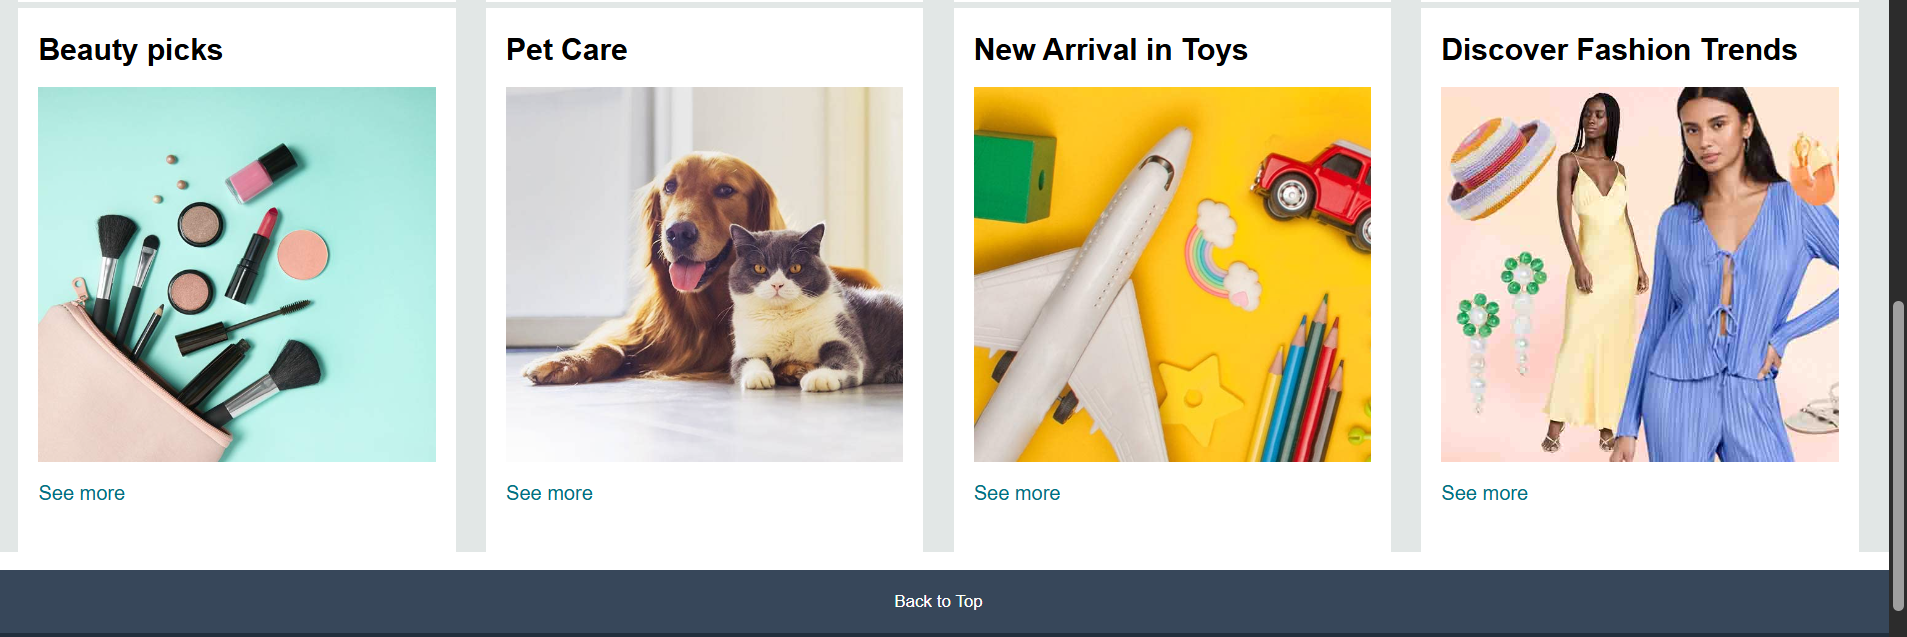 Beauty picks
Pet Care
New Arrival in Toys
Discover Fashion Trends
See more
See more
See more
See more
Back to Top